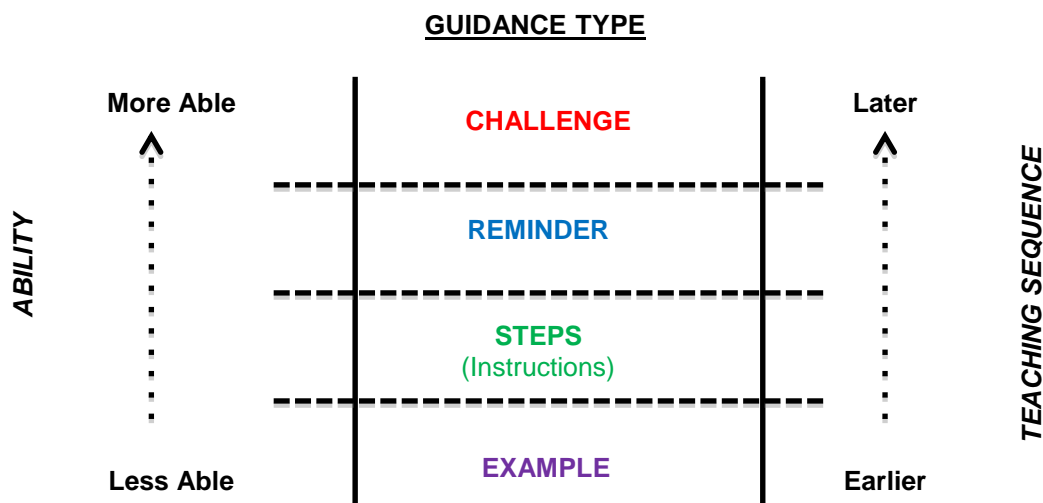 GUIDANCE TYPE
More Able
CHALLENGE
Later
REMINDER
ABILITY
TEACHING SEQUENCE
STEPS
(Instructions)
Less Able
EXAMPLE
Earlier